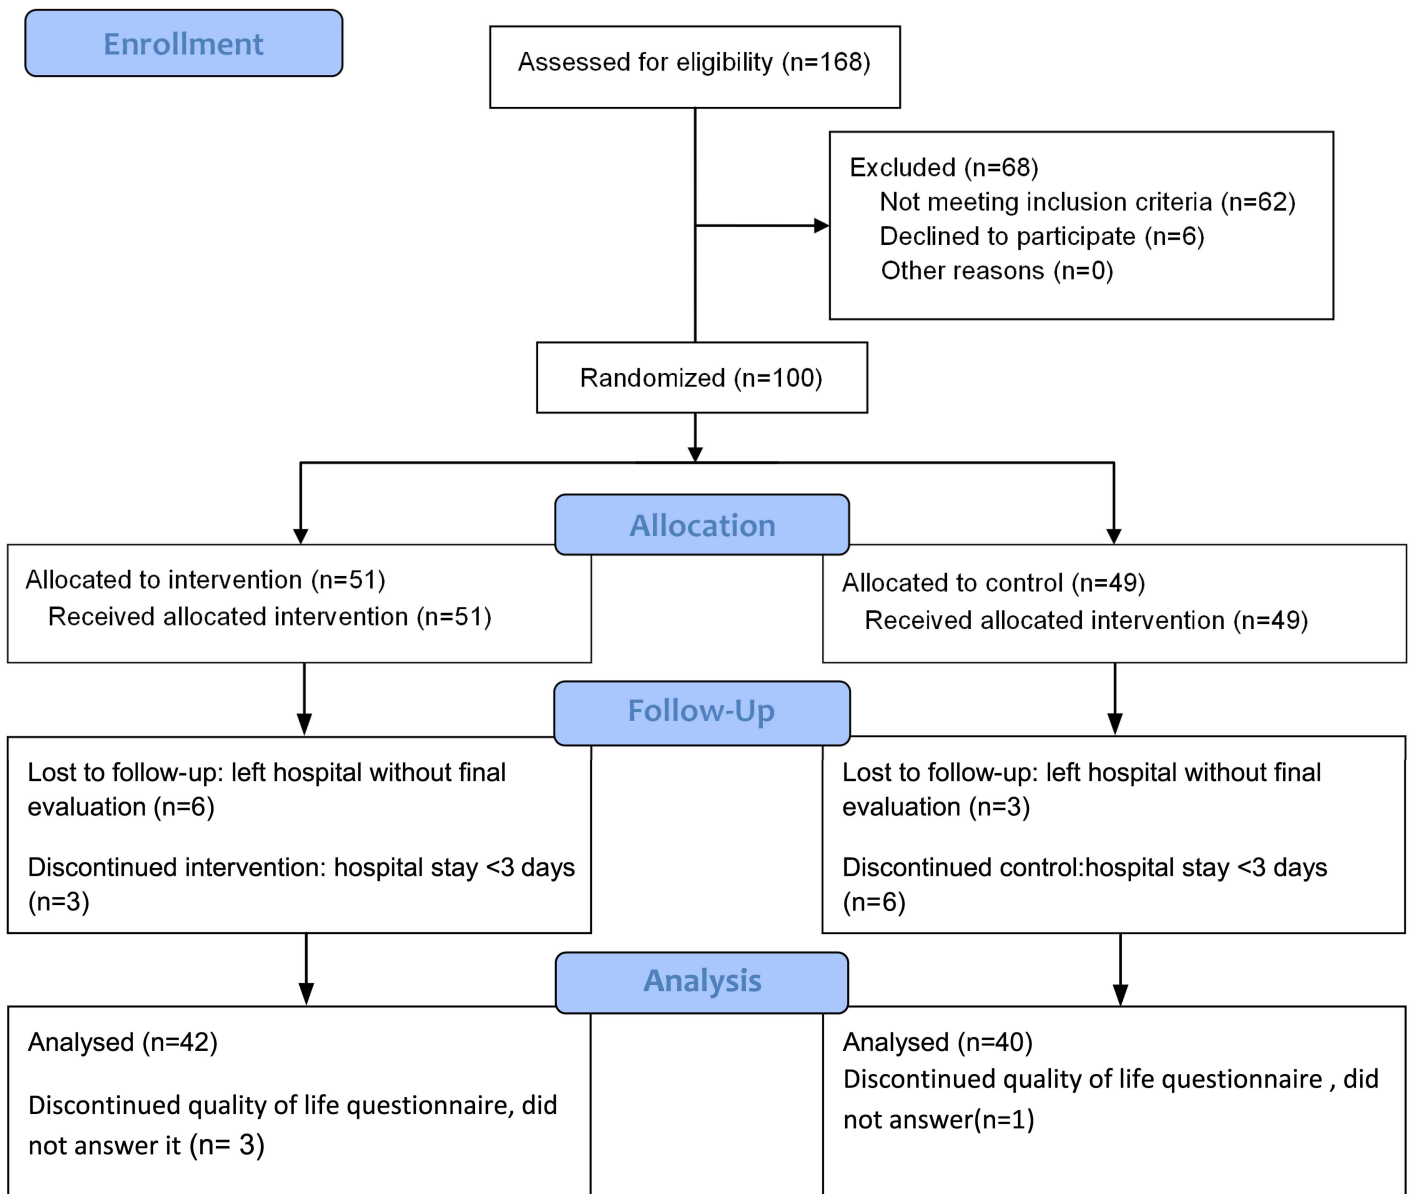 Enrollment
Assessed for eligibility (n=168)
Excluded (n=68)
Not meeting inclusion criteria (n=62)
Declined to participate (n=6)
Other reasons (n=0)
Randomized (n=100)
Allocation
Allocated to intervention (n=51)
Received allocated intervention (n=51)
Allocated to control (n=49)
Received allocated intervention (n=49)
Follow-Up
Lost to follow-up: left hospital without final
evaluation (n=6)
Discontinued intervention: hospital stay <3 days
(n=3)
Lost to follow-up: left hospital without final
evaluation (n=3)
Discontinued control:hospital stay <3 days
(n=6)
Analysis
Analysed (n=42)
Discontinued quality of life questionnaire, did
not answer it (n= 3)
Analysed (n=40)
Discontinued quality of life questionnaire , did
not answer(n=1)